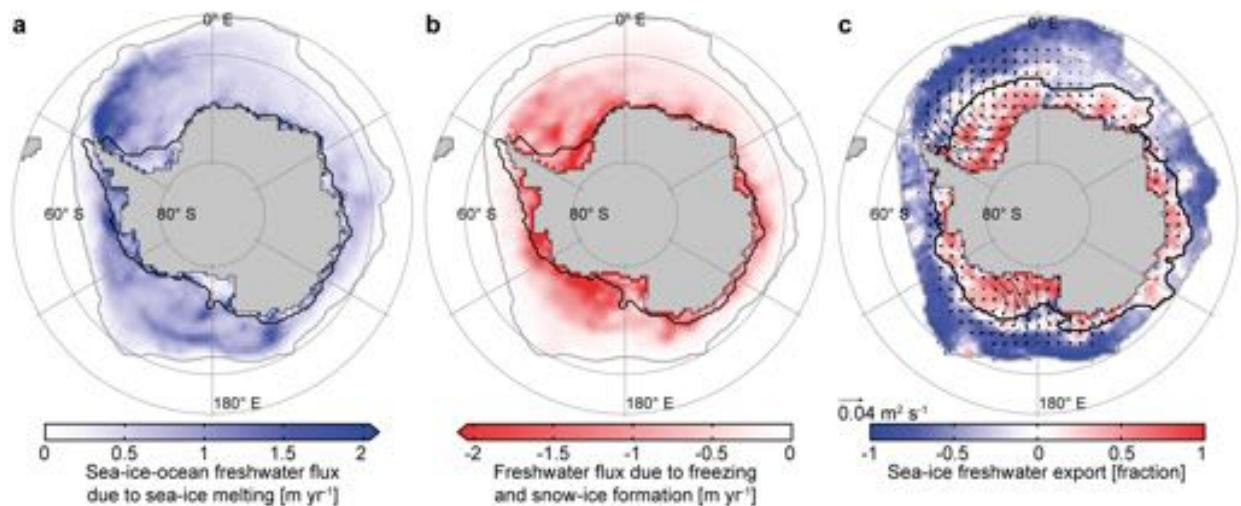 a
b
c
0° E
0° E
0° E
60° S
80° S
60° S
80° S
60° S
80° S
180° E
180° E
180° E
0.04 m² s⁻¹
0 0.5 1 1.5 2
-2 -1.5 -1 -0.5 0
-1 -0.5 0 0.5 1
Sea-ice-ocean freshwater flux
due to sea-ice melting [m yr⁻¹]
Freshwater flux due to freezing
and snow-ice formation [m yr⁻¹]
Sea-ice freshwater export [fraction]